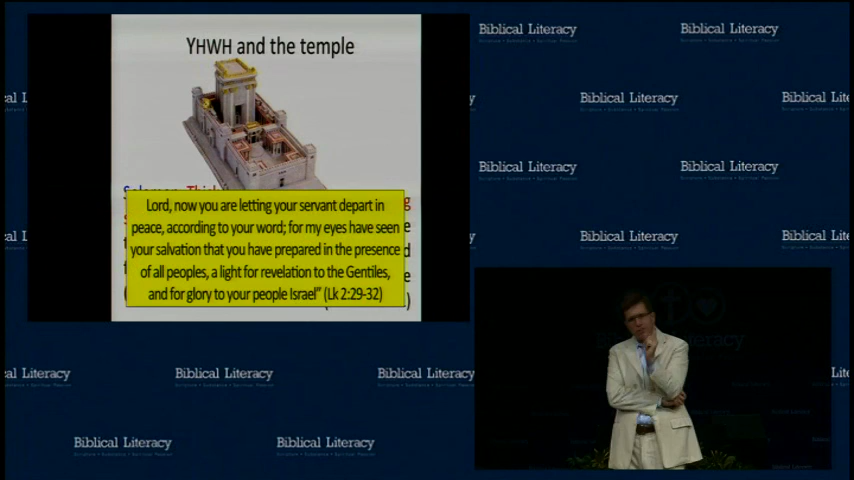 YHWH and the temple
Lord, now you are letting your servant depart in
peace, according to your word; for my eyes have seen
your salvation that you have prepared in the presence
of all peoples, a light for revelation to the Gentiles,
and for glory to your people Israel” (Lk 2:29-32)
Biblical Literacy
Biblical Literacy
Biblical Literacy
Biblical Literacy
Biblical Literacy
Biblical Literacy
Biblical Literacy
Biblical Literacy
Biblical Literacy
Biblical Literacy
Biblical Literacy
Biblical Literacy